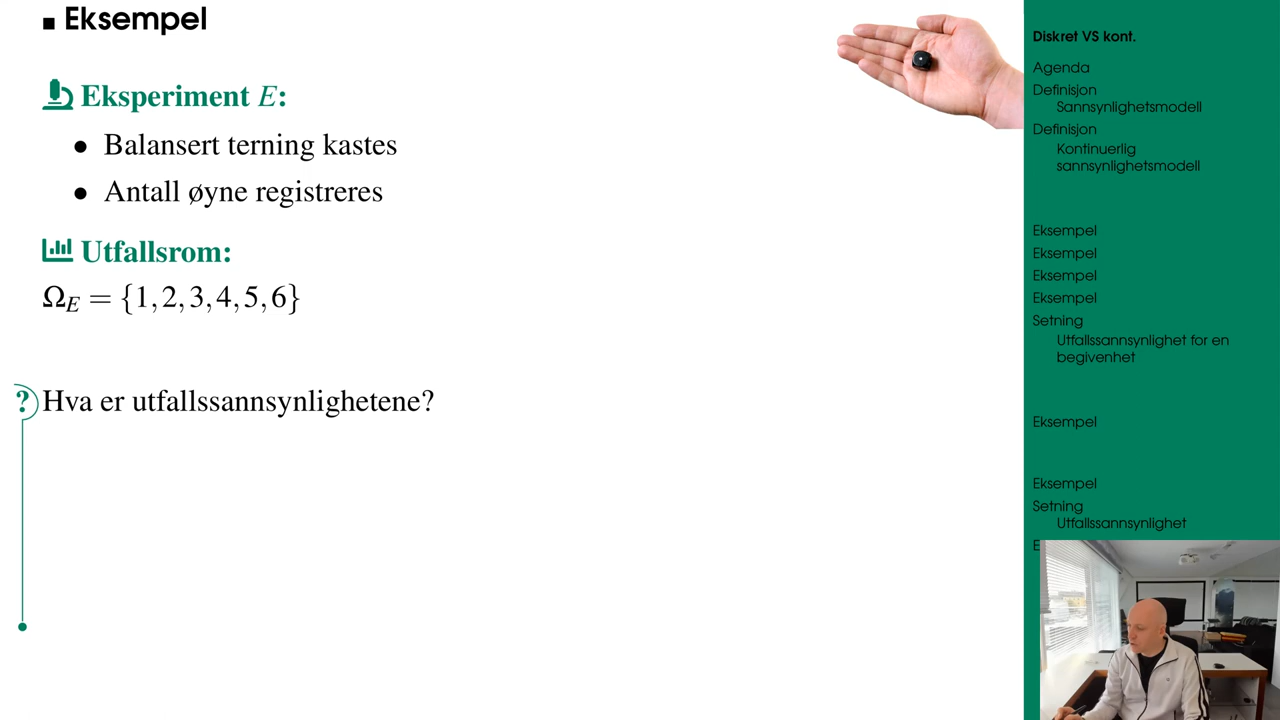 Eksempel
Eksperiment E:
• Balansert terning kastes
• Antall øyne registreres
Utfallsrom:
Ω_E = {1,2,3,4,5,6}
? Hva er utfallssannsynlighetene?
Diskret VS kont.
Agenda
Definisjon
Sannsynlighetsmodell
Definisjon
Kontinuerlig
sannsynlighetsmodell
Eksempel
Eksempel
Eksempel
Eksempel
Setning
Utfallssannsynlighet for en
begivenhet
Eksempel
Eksempel
Setning
Utfallssannsynlighet